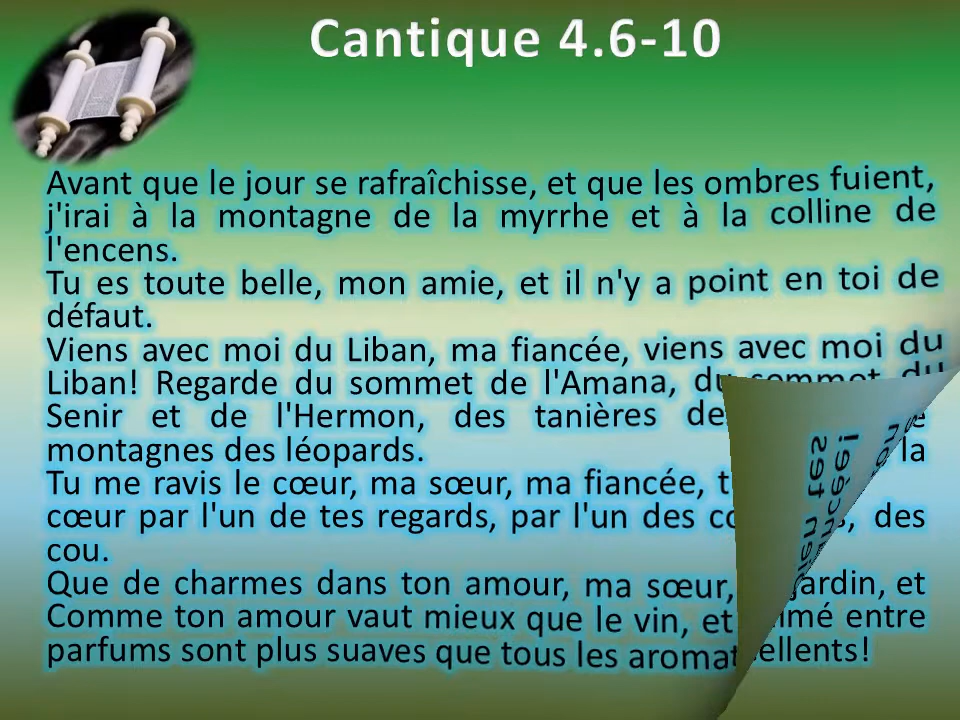 Cantique 4.6-10
Avant que le jour se rafraîchisse, et que les ombres fuient,
j'irai à la montagne de la myrrhe et à la colline de
l'encens.
Tu es toute belle, mon amie, et il n'y a point en toi de
défaut.
Viens avec moi du Liban, ma fiancée, viens avec moi du
Liban! Regarde du sommet de l'Amana, du sommet du
Senir et de l'Hermon, des tanières
montagnes des léopards. la
Tu me ravis le cœur, ma sœur, ma fiancée,
cœur par l'un de tes regards, par l'un des des
cou.
Que de charmes dans ton amour, ma sœur, jardin, et
Comme ton amour vaut mieux que le vin, et entre
parfums sont plus suaves que tous les